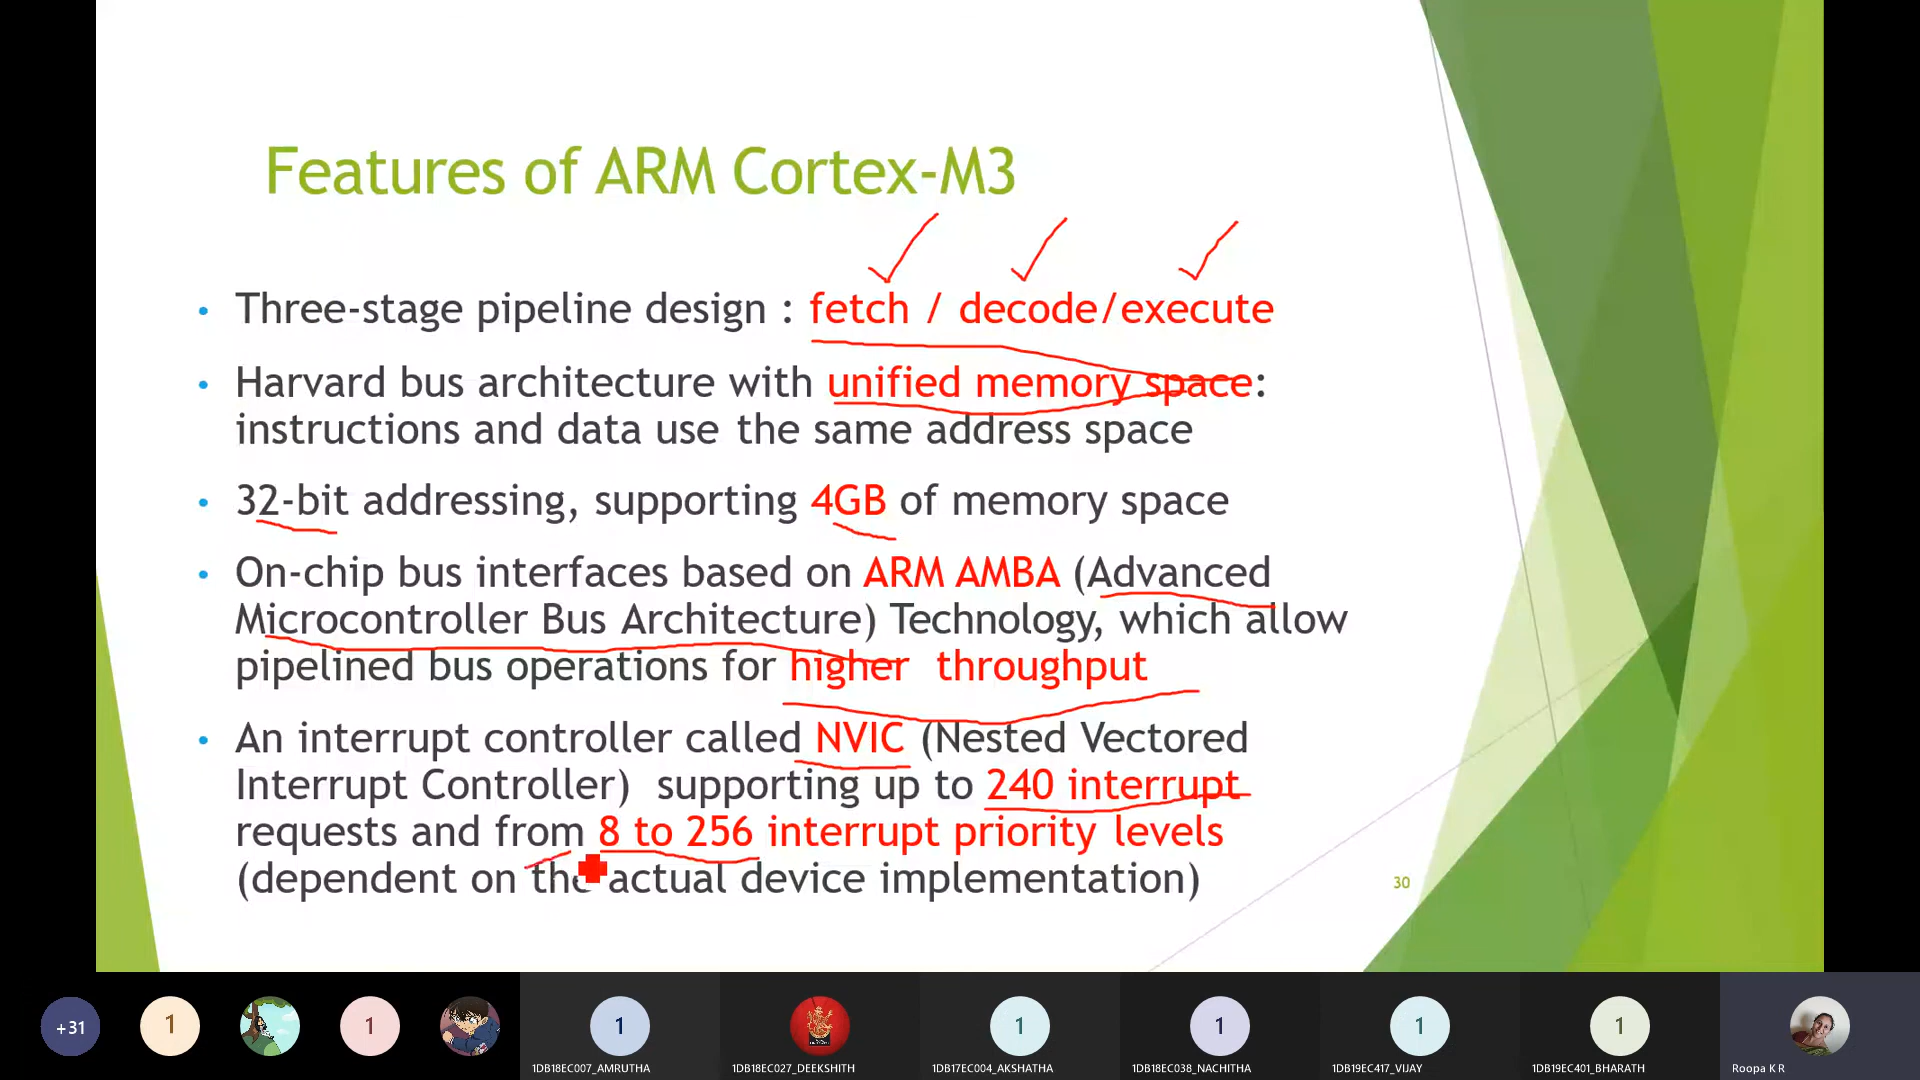 Features of ARM Cortex-M3
• Three-stage pipeline design : fetch / decode/execute
• Harvard bus architecture with unified memory space:
instructions and data use the same address space
• 32-bit addressing, supporting 4GB of memory space
• On-chip bus interfaces based on ARM AMBA (Advanced
Microcontroller Bus Architecture) Technology, which allow
pipelined bus operations for higher throughput
• An interrupt controller called NVIC (Nested Vectored
Interrupt Controller) supporting up to 240 interrupt
requests and from 8 to 256 interrupt priority levels
(dependent on the actual device implementation)
30
+31 1 1 1 1 1 1 1
1DB18EC007_AMRUTHA 1DB18EC027_DEEKSHITH 1DB17EC004_AKSHATHA 1DB18EC038_NACHITHA 1DB19EC417_VIJAY 1DB19EC401_BHARATH Roopa K R